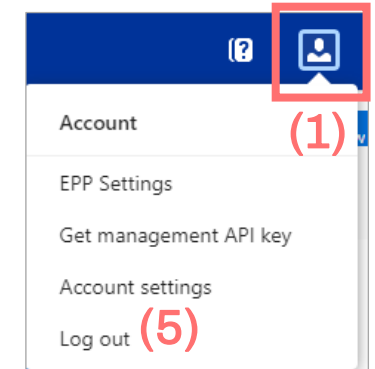 (1)
Account
EPP Settings
Get management API key
Account settings
Log out (5)